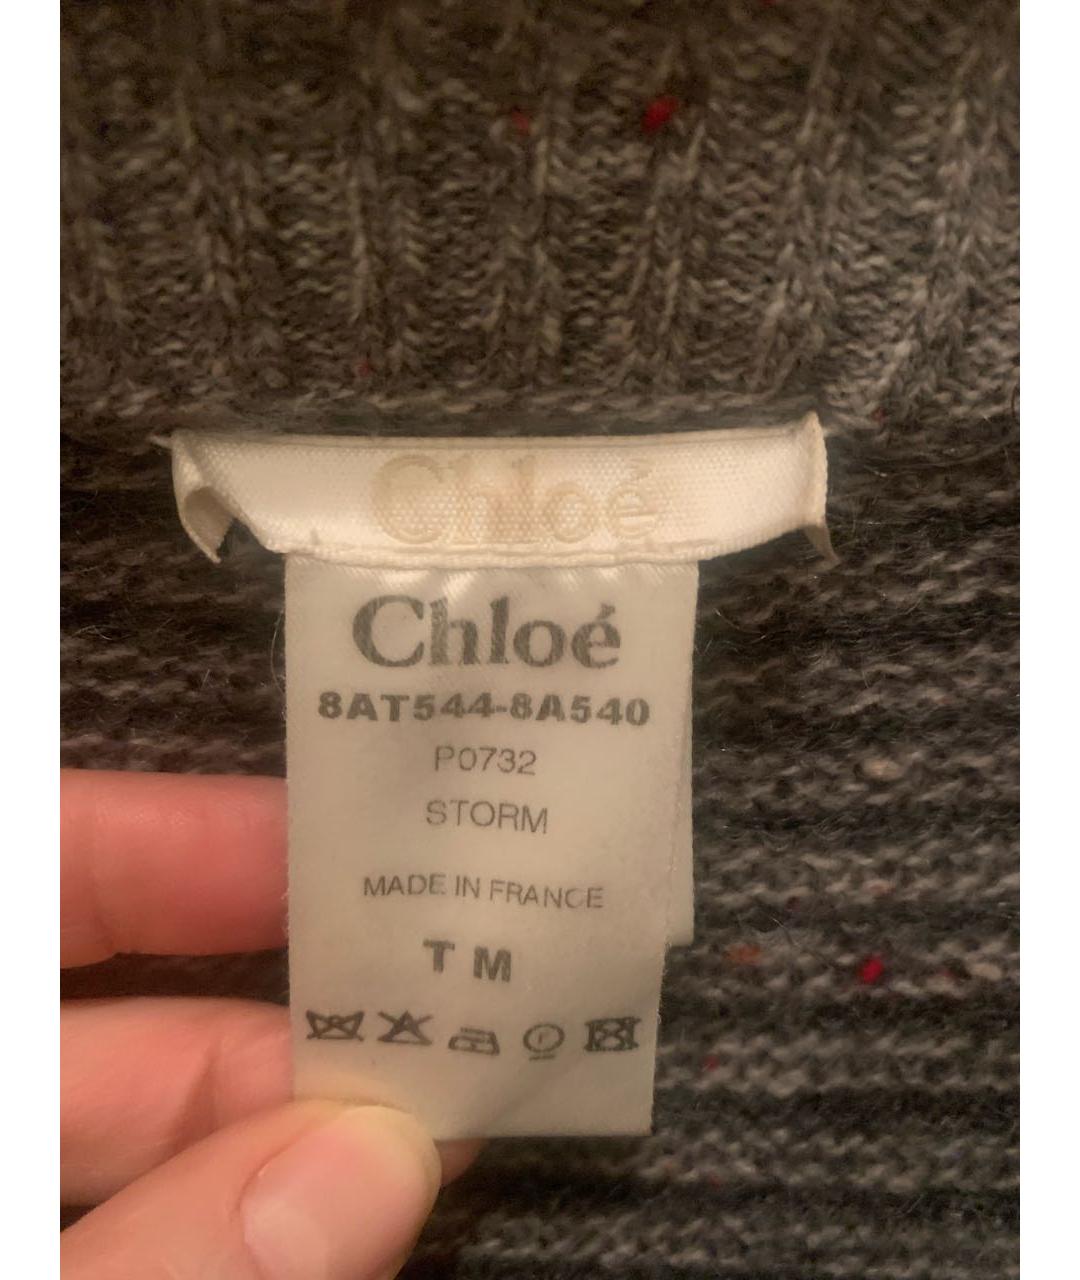 Chloé
Chloé
8AT544-8A540
P0732
STORM
MADE IN FRANCE
T M